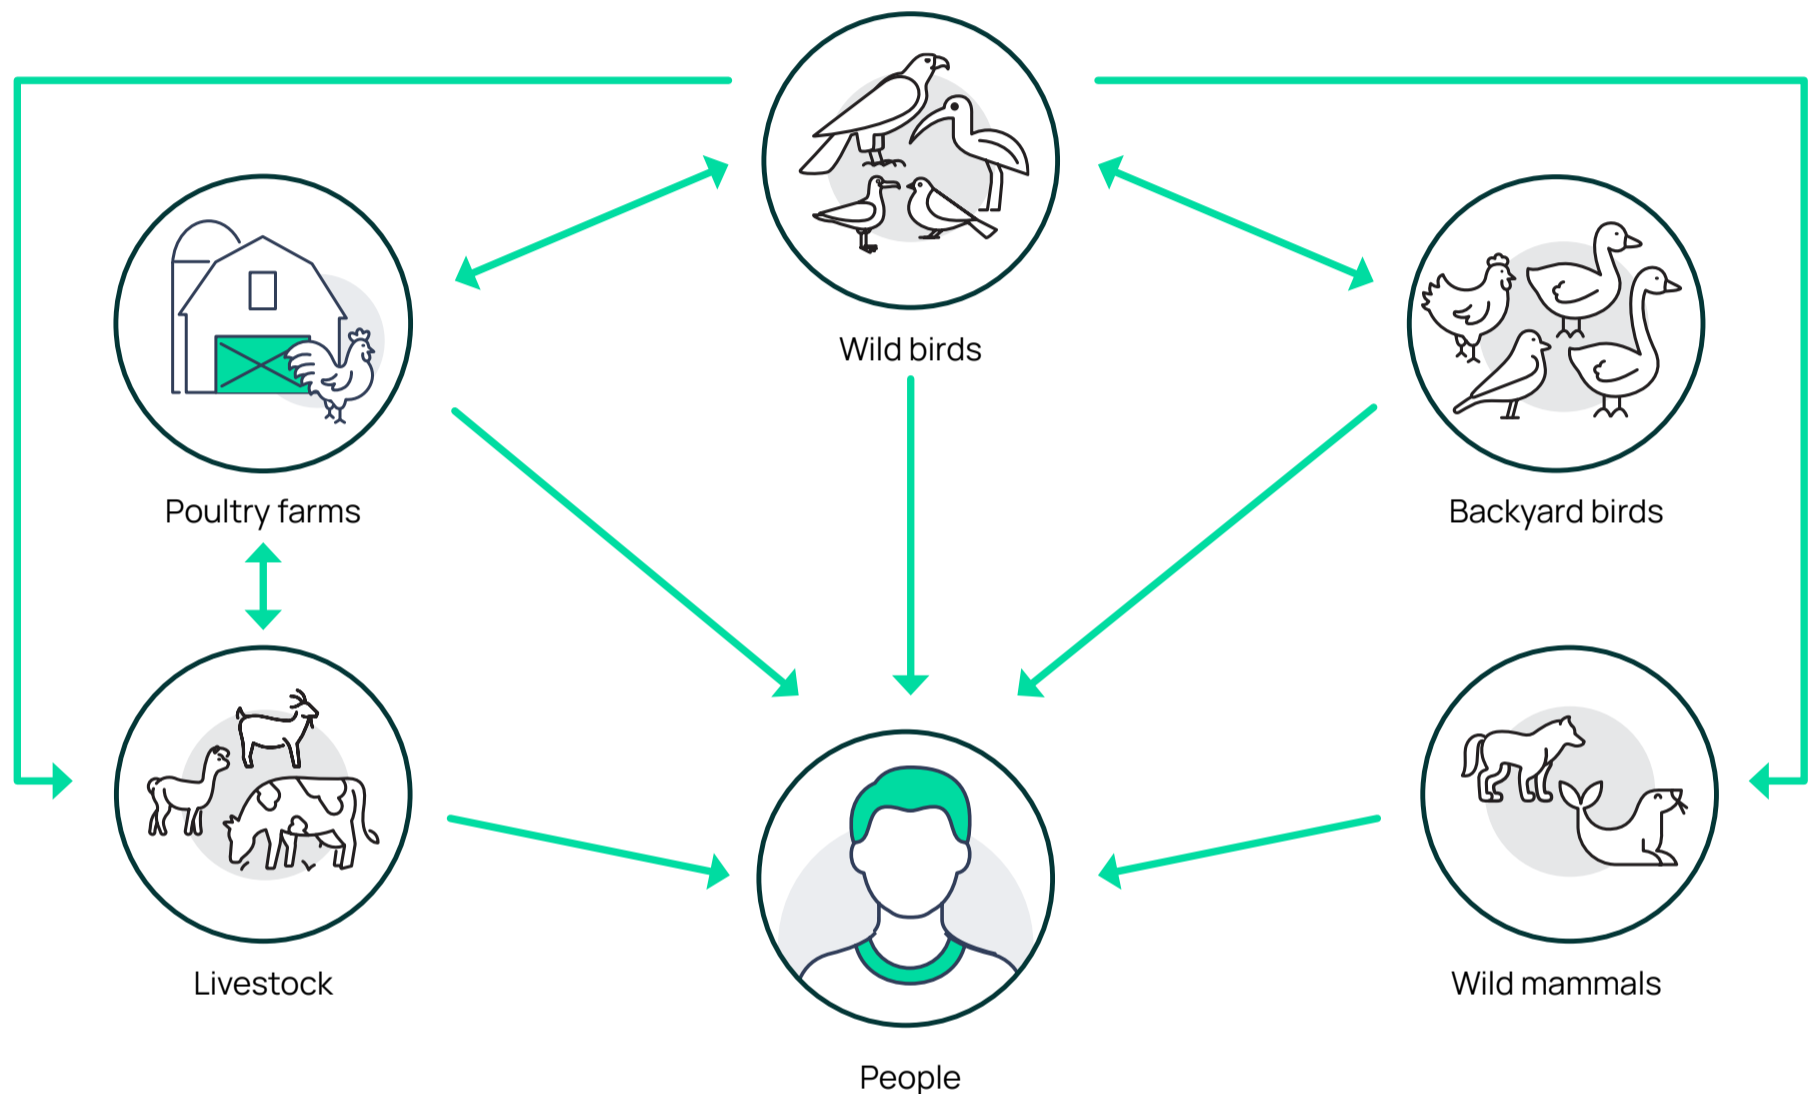 Wild birds
Poultry farms
Backyard birds
Livestock
Wild mammals
People